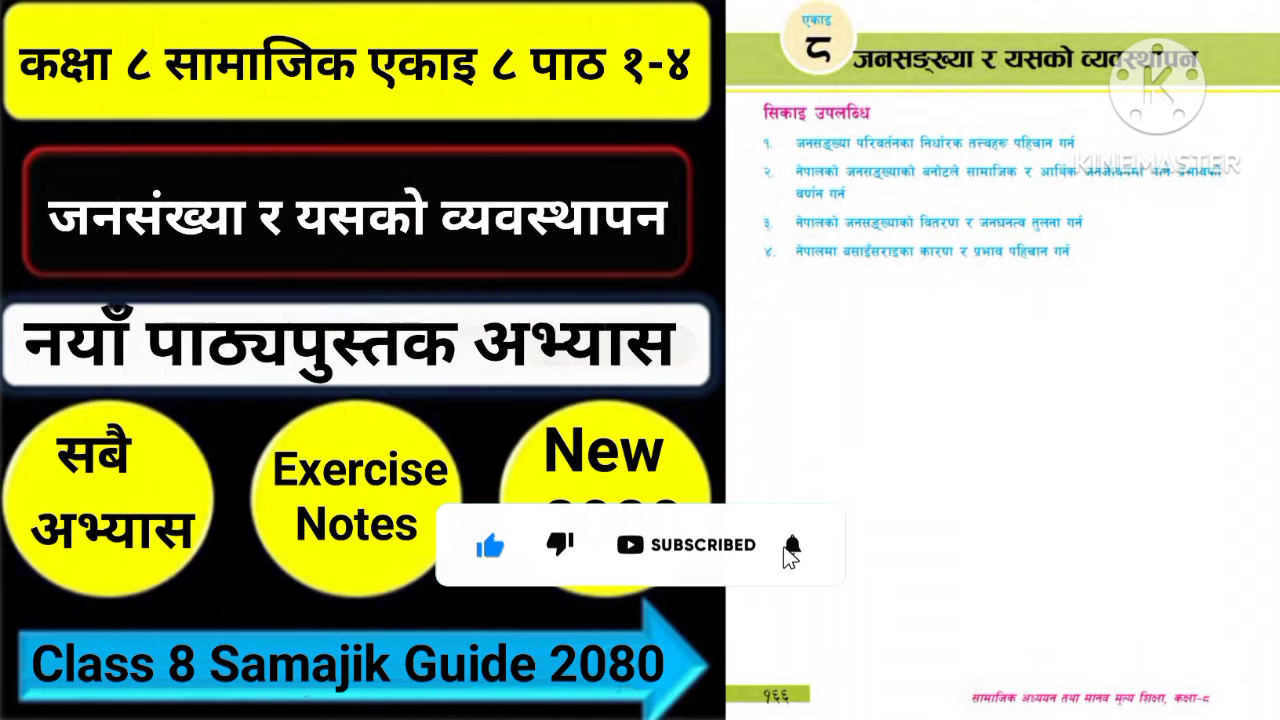 कक्षा ८ सामाजिक एकाइ ८ पाठ १-४
जनसंख्या र यसको व्यवस्थापन
नयाँ पाठ्यपुस्तक अभ्यास
सबै
अभ्यास
Exercise
Notes
New
2080
SUBSCRIBED
Class 8 Samajik Guide 2080
एकाइ
८
जनसङ्ख्या र यसको व्यवस्थापन
KINEMASTER
सिकाइ उपलब्धि
१. जनसङ्ख्या परिवर्तनका निर्धारक तत्त्वहरू पहिचान गर्न
२. नेपालको जनसङ्ख्याको बनोटले सामाजिक र आर्थिक
वर्णन गर्न
३. नेपालको जनसङ्ख्याको वितरण र जनघनत्व तुलना गर्न
४. नेपालमा बसाइँसराइका कारण र प्रभाव पहिचान गर्न
१६६
सामाजिक अध्ययन तथा मानव मूल्य शिक्षा, कक्षा-८